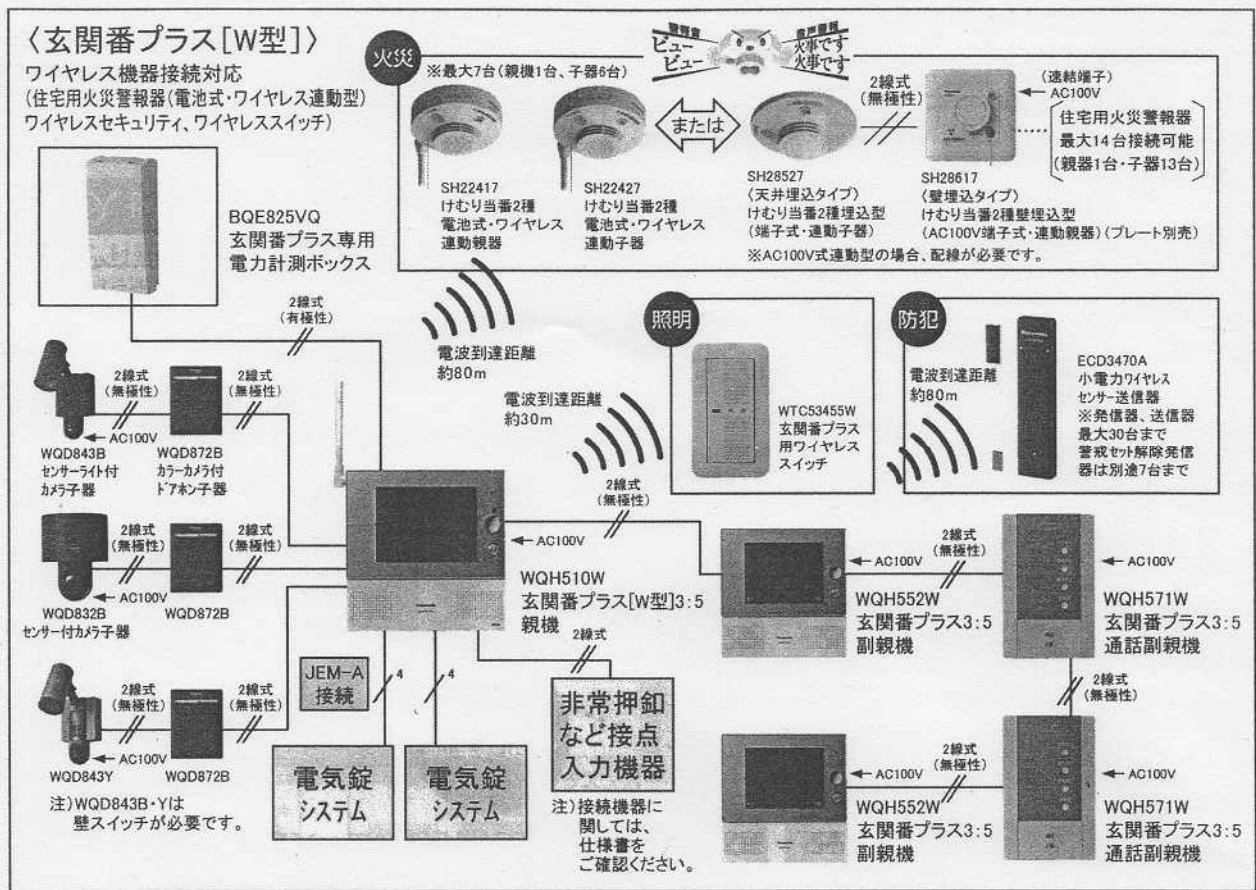 〈玄関番プラス[W型]〉
ワイヤレス機器接続対応
(住宅用火災警報器(電池式・ワイヤレス連動型)
ワイヤレスセキュリティ、ワイヤレススイッチ)
BQE825VQ
玄関番プラス専用
電力計測ボックス
火災
※最大7台(親機1台、子器6台)
警報音
ビュー
ビュー
音声警報
火事です
火事です
SH22417
けむり当番2種
電池式・ワイヤレス
連動親器
SH22427
けむり当番2種
電池式・ワイヤレス
連動子器
または
SH28527
〈天井埋込タイプ〉
けむり当番2種埋込型
(端子式・連動子器)
2線式
(無極性)
SH28617
〈壁埋込タイプ〉
けむり当番2種壁埋込型
(AC100V端子式・連動親器)(プレート別売)
(速結端子)
AC100V
住宅用火災警報器
最大14台接続可能
(親器1台・子器13台)
※AC100V式連動型の場合、配線が必要です。
2線式
(有極性)
電波到達距離
約80m
電波到達距離
約30m
照明
WTC53455W
玄関番プラス
用ワイヤレス
スイッチ
防犯
電波到達距離
約80m
ECD3470A
小電力ワイヤレス
センサー送信器
※発信器、送信器
最大30台まで
警戒セット解除発信
器は別途7台まで
2線式
(無極性)
2線式
(無極性)
AC100V
WQD843B
センサーライト付
カメラ子器
WQD872B
カラーカメラ付
ドアホン子器
2線式
(無極性)
2線式
(無極性)
AC100V
WQD832B
センサー付カメラ子器
WQD872B
2線式
(無極性)
2線式
(無極性)
AC100V
WQD843Y
WQD872B
注)WQD843B・Yは
壁スイッチが必要です。
AC100V
WQH510W
玄関番プラス[W型]3:5
親機
JEM-A
接続
4
4
電気錠
システム
電気錠
システム
2線式
非常押釦
など接点
入力機器
注)接続機器に
関しては、
仕様書を
ご確認ください。
2線式
(無極性)
AC100V
WQH552W
玄関番プラス3:5
副親機
2線式
(無極性)
AC100V
WQH571W
玄関番プラス3:5
通話副親機
2線式
(無極性)
AC100V
WQH552W
玄関番プラス3:5
副親機
2線式
(無極性)
AC100V
WQH571W
玄関番プラス3:5
通話副親機